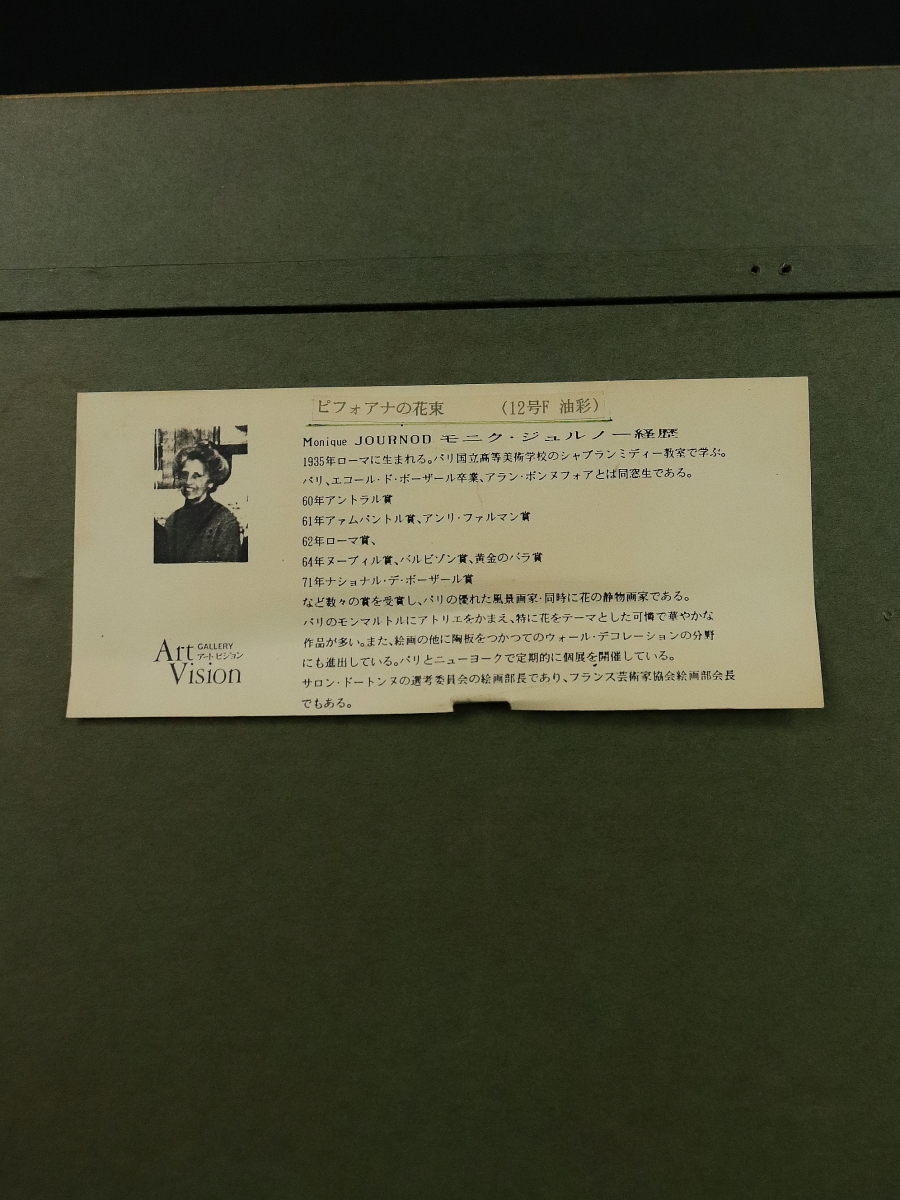 ピフォアナの花束 (12号F 油彩)
Monique JOURNOD モニク・ジュルノー経歴
1935年ローマに生まれる。パリ国立高等美術学校のシャプランミディー教室で学ぶ。
パリ、エコール・ド・ボーザール卒業、アラン・ボンヌフォアとは同窓生である。
60年アントラル賞
61年アァムバントル賞、アンリ・ファルマン賞
62年ローマ賞、
64年ヌーブィル賞、バルビゾン賞、黄金のバラ賞
71年ナショナル・デ・ボーザール賞
など数々の賞を受賞し、パリの優れた風景画家・同時に花の静物画家である。
パリのモンマルトルにアトリエをかまえ、特に花をテーマとした可憐で華やかな
作品が多い。また、絵画の他に陶板をつかつてのウォール・デコレーションの分野
にも進出している。パリとニューヨークで定期的に個展を開催している。
サロン・ドートンヌの選考委員会の絵画部長であり、フランス芸術家協会絵画部会長
でもある。
Art GALLERY
アート・ビジョン
Vision